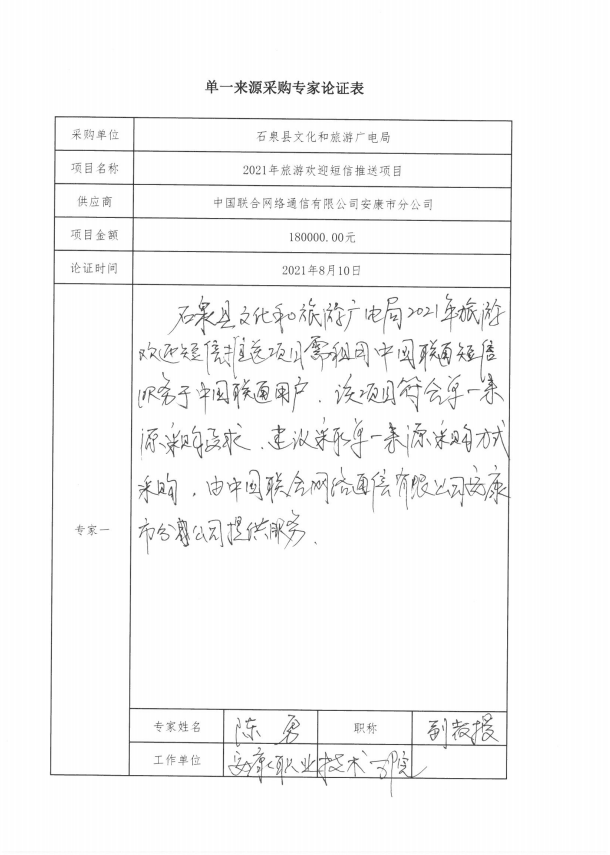 单一来源采购专家论证表
采购单位 石泉县文化和旅游广电局
项目名称 2021年旅游欢迎短信推送项目
供应商 中国联合网络通信有限公司安康市分公司
项目金额 180000.00元
论证时间 2021年8月10日
专家一
石泉县文化和旅游广电局2021年旅游
欢迎短信推送项目需租用中国联通短信
服务于中国联通用户，该项目符合单一来
源采购要求，建议采取单一来源采购方式
采购，由中国联合网络通信有限公司安康
市分公司提供服务.
专家姓名 陈勇 职称 副教授
工作单位 安康职业技术学院